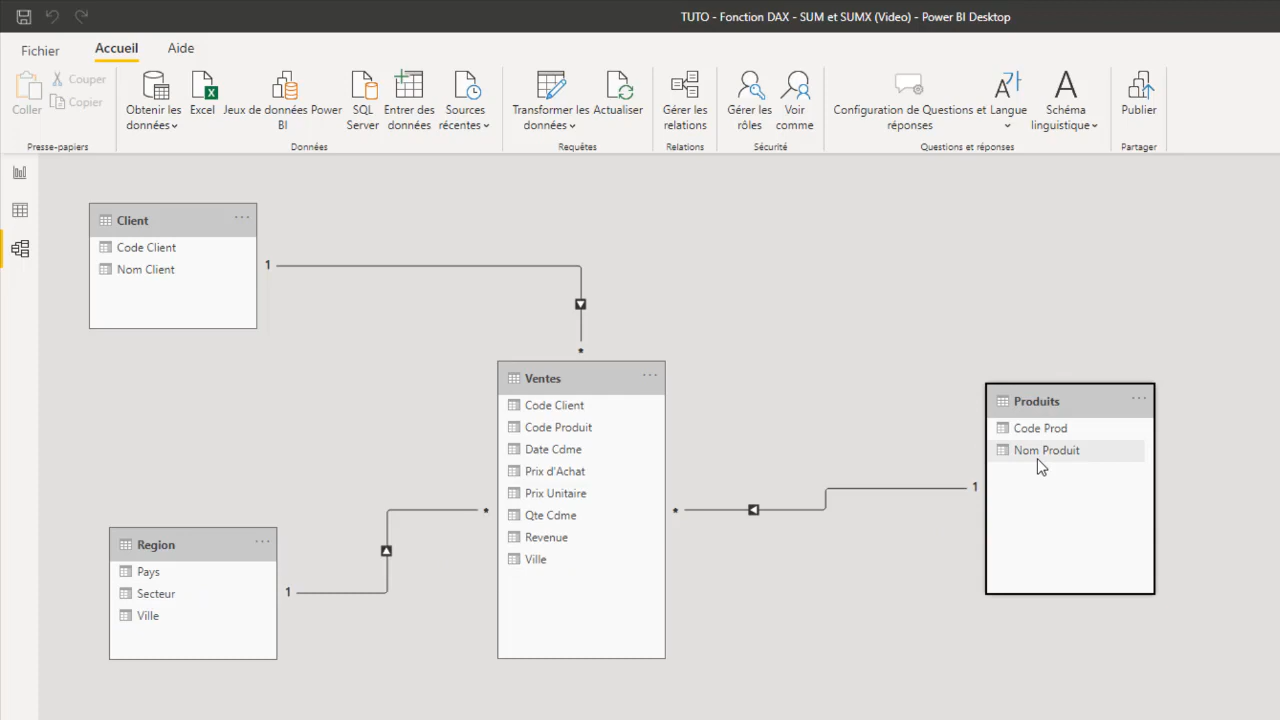 TUTO - Fonction DAX - SUM et SUMX (Video) - Power BI Desktop
Fichier
Accueil
Aide
Coller
Couper
Copier
Presse-papiers
Obtenir les
données
Excel
Jeux de données Power
BI
SQL
Server
Entrer des
données
Sources
récentes
Données
Transformer les
données
Actualiser
Requêtes
Gérer les
relations
Relations
Gérer les
rôles
Voir
comme
Sécurité
Configuration de Questions et
réponses
Langue
Schéma
linguistique
Questions et réponses
Publier
Partager
Client
Code Client
Nom Client
1
*
Ventes
Code Client
Code Produit
Date Cdme
Prix d'Achat
Prix Unitaire
Qte Cdme
Revenue
Ville
Produits
Code Prod
Nom Produit
1
*
Region
Pays
Secteur
Ville
1
*